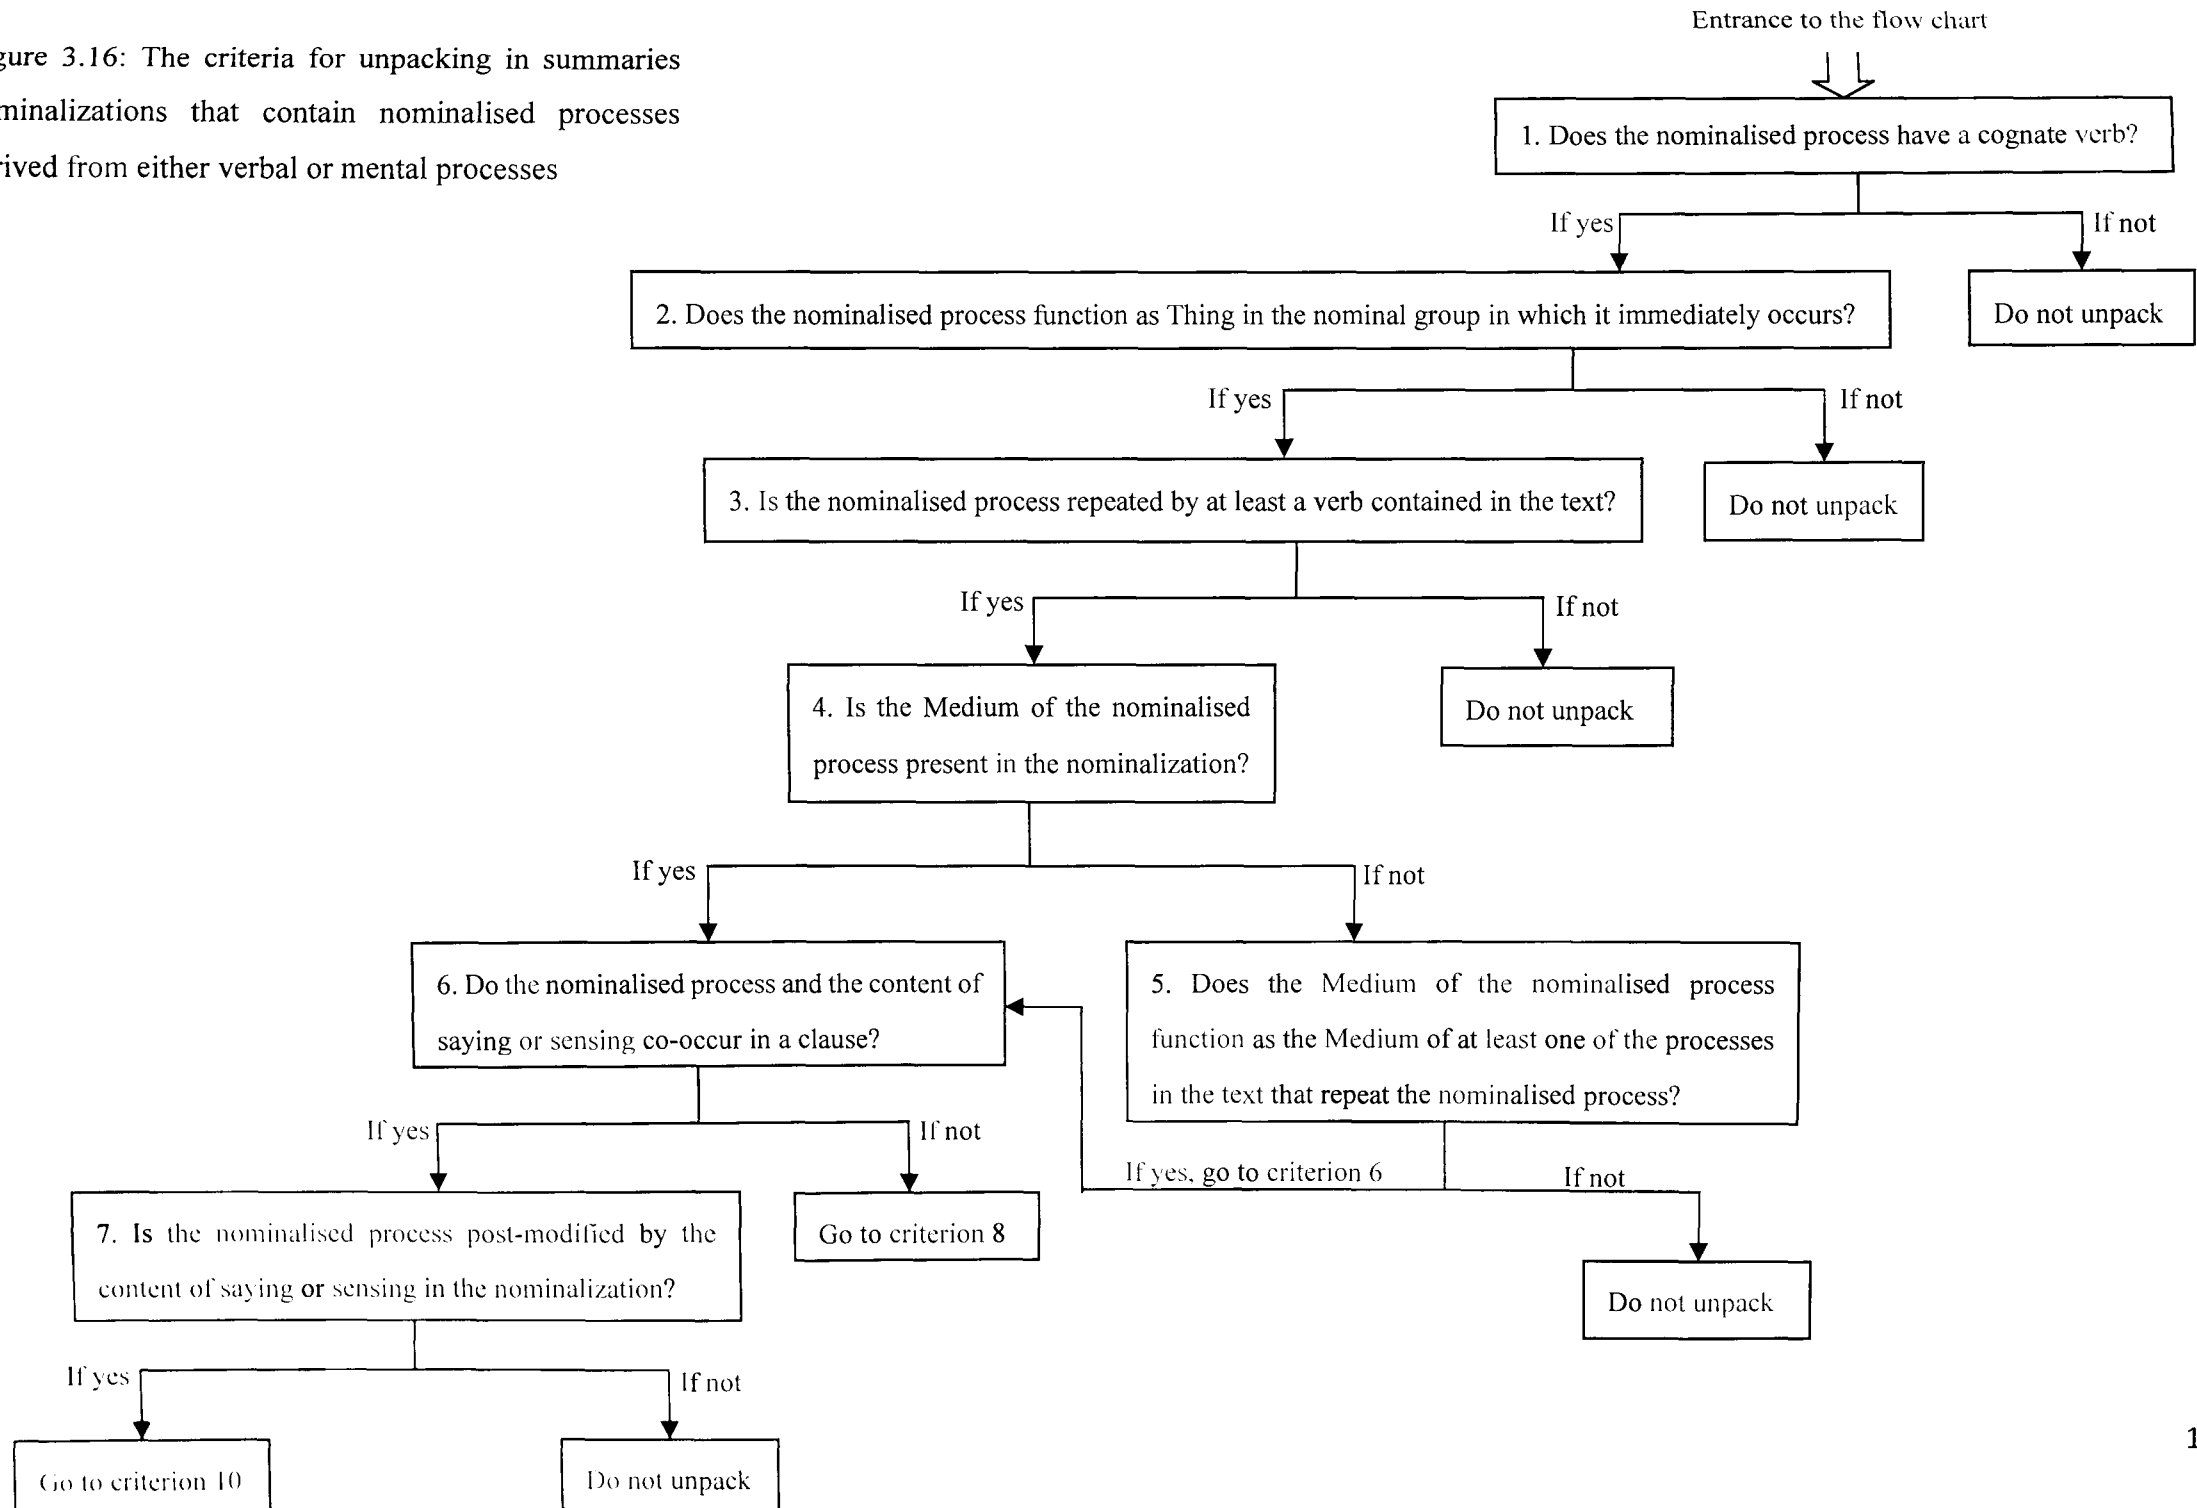 Entrance to the flow chart
gure 3.16: The criteria for unpacking in summaries
minalizations that contain nominalised processes
rived from either verbal or mental processes
1. Does the nominalised process have a cognate verb?
If yes
If not
2. Does the nominalised process function as Thing in the nominal group in which it immediately occurs?
Do not unpack
If yes
If not
3. Is the nominalised process repeated by at least a verb contained in the text?
Do not unpack
If yes
If not
4. Is the Medium of the nominalised
process present in the nominalization?
Do not unpack
If yes
If not
6. Do the nominalised process and the content of
saying or sensing co-occur in a clause?
5. Does the Medium of the nominalised process
function as the Medium of at least one of the processes
in the text that repeat the nominalised process?
If yes
If not
If yes, go to criterion 6
If not
7. Is the nominalised process post-modified by the
content of saying or sensing in the nominalization?
Go to criterion 8
Do not unpack
If yes
If not
Go to criterion 10
Do not unpack
1